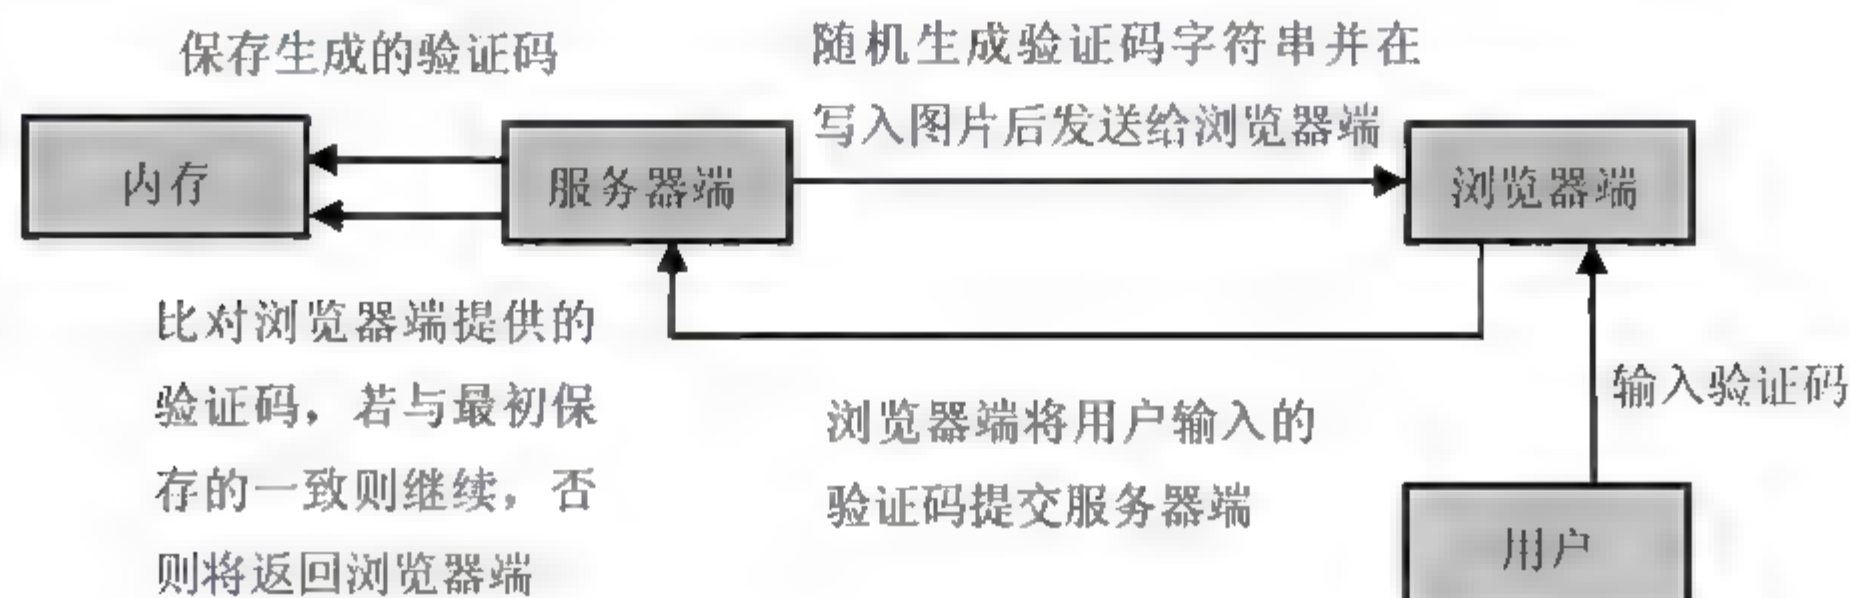 保存生成的验证码
随机生成验证码字符串并在
写入图片后发送给浏览器端
内存
服务器端
浏览器端
比对浏览器端提供的
验证码，若与最初保
存的一致则继续，否
则将返回浏览器端
浏览器端将用户输入的
验证码提交服务器端
输入验证码
用户